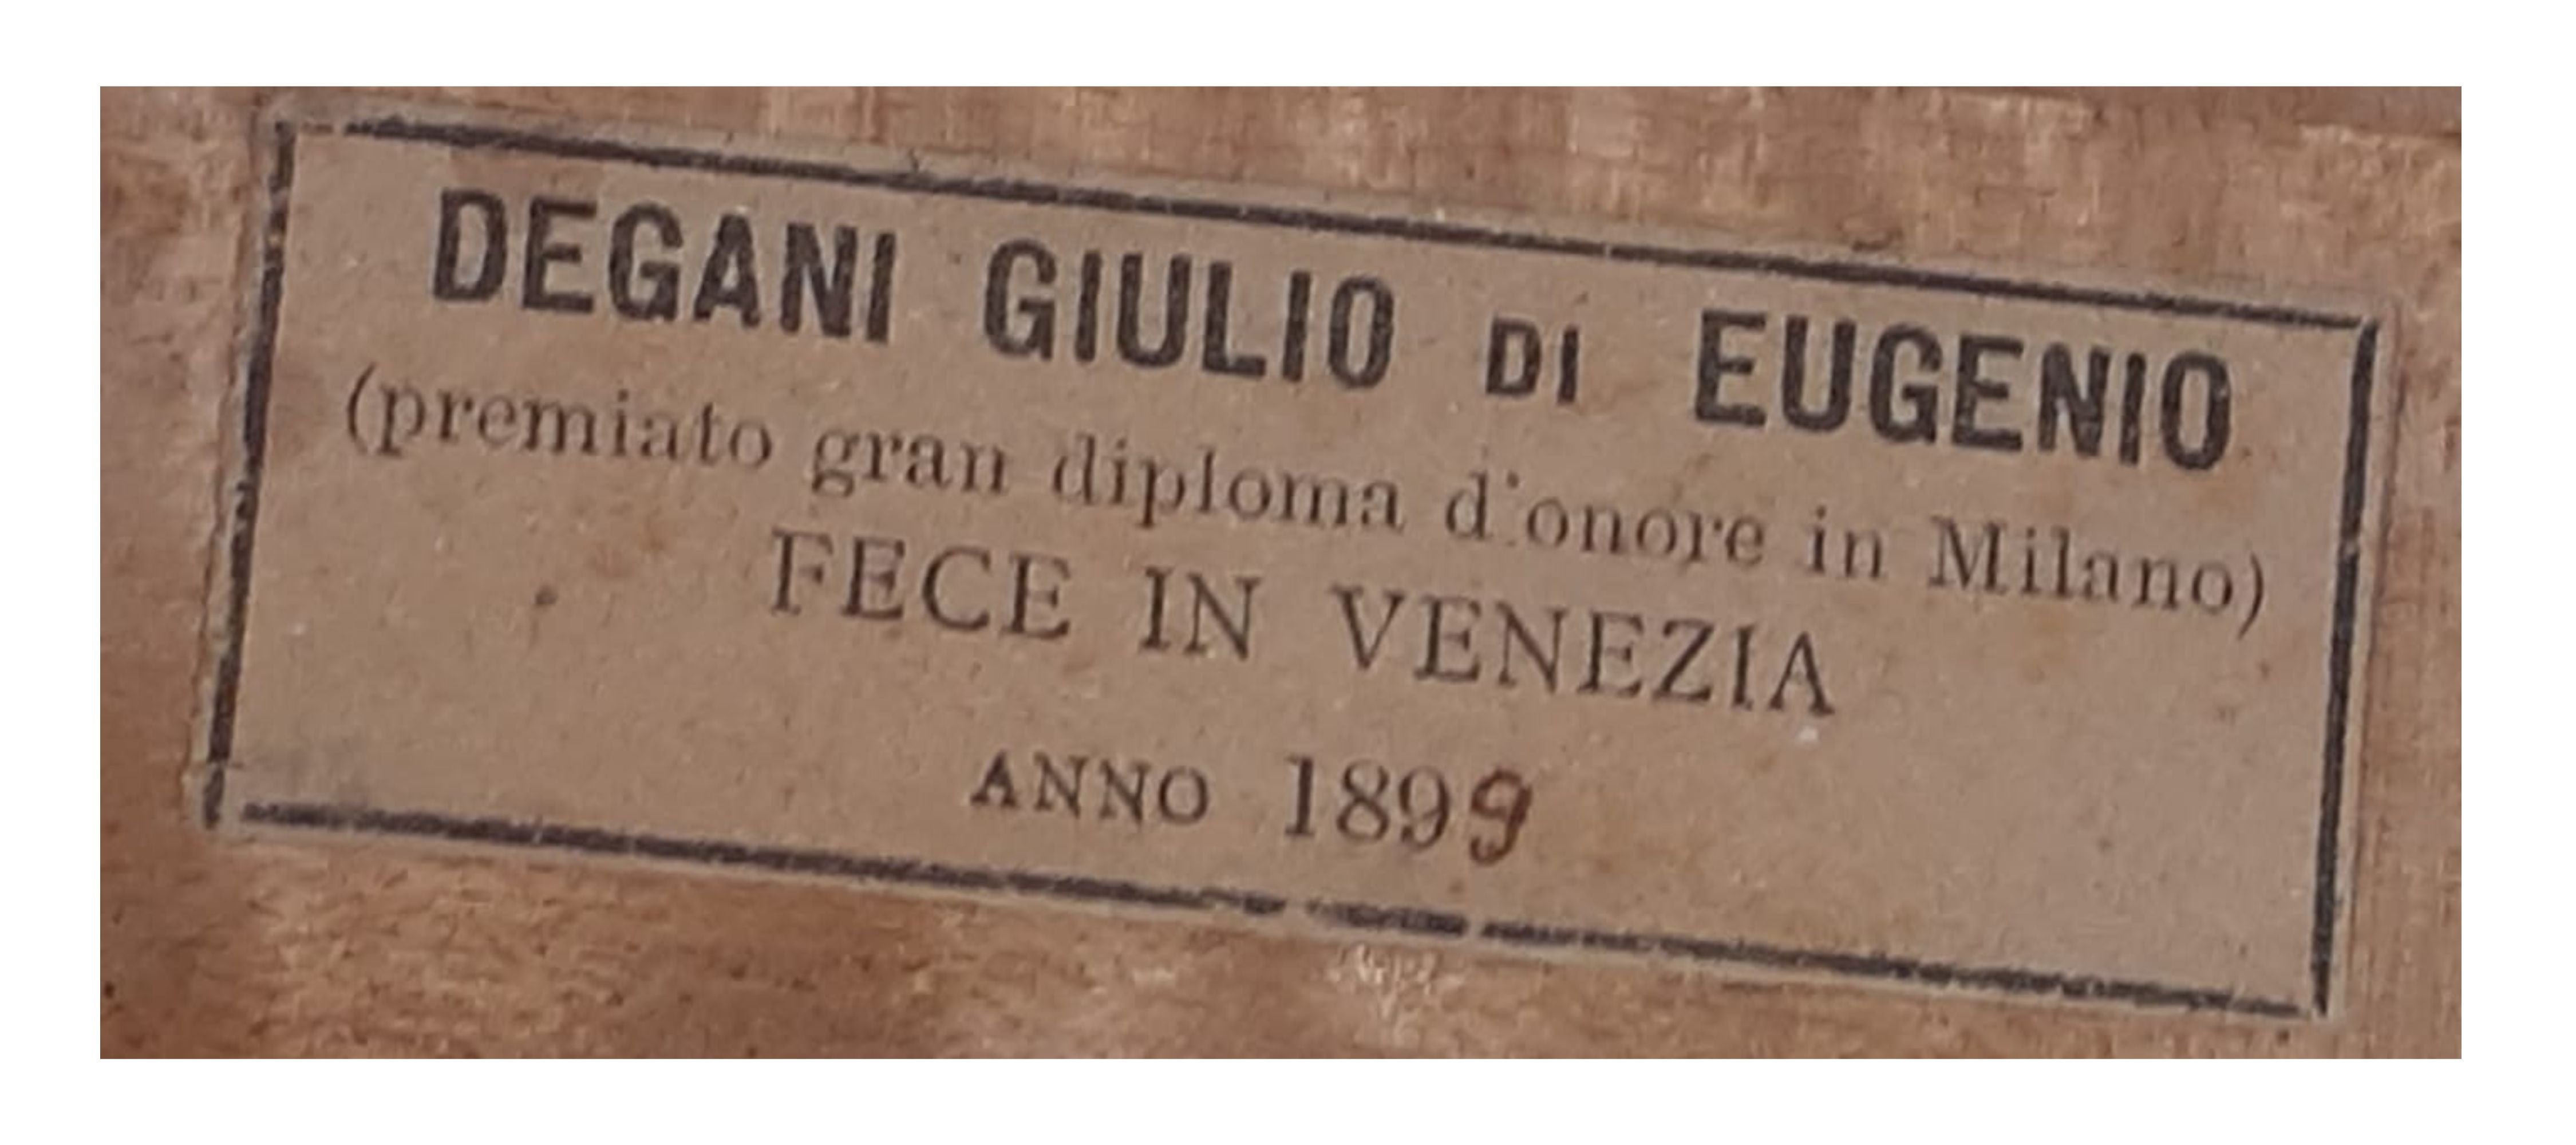 DEGANI GIULIO DI EUGENIO
(premiato gran diploma d'onore in Milano)
FECE IN VENEZIA
ANNO 1899